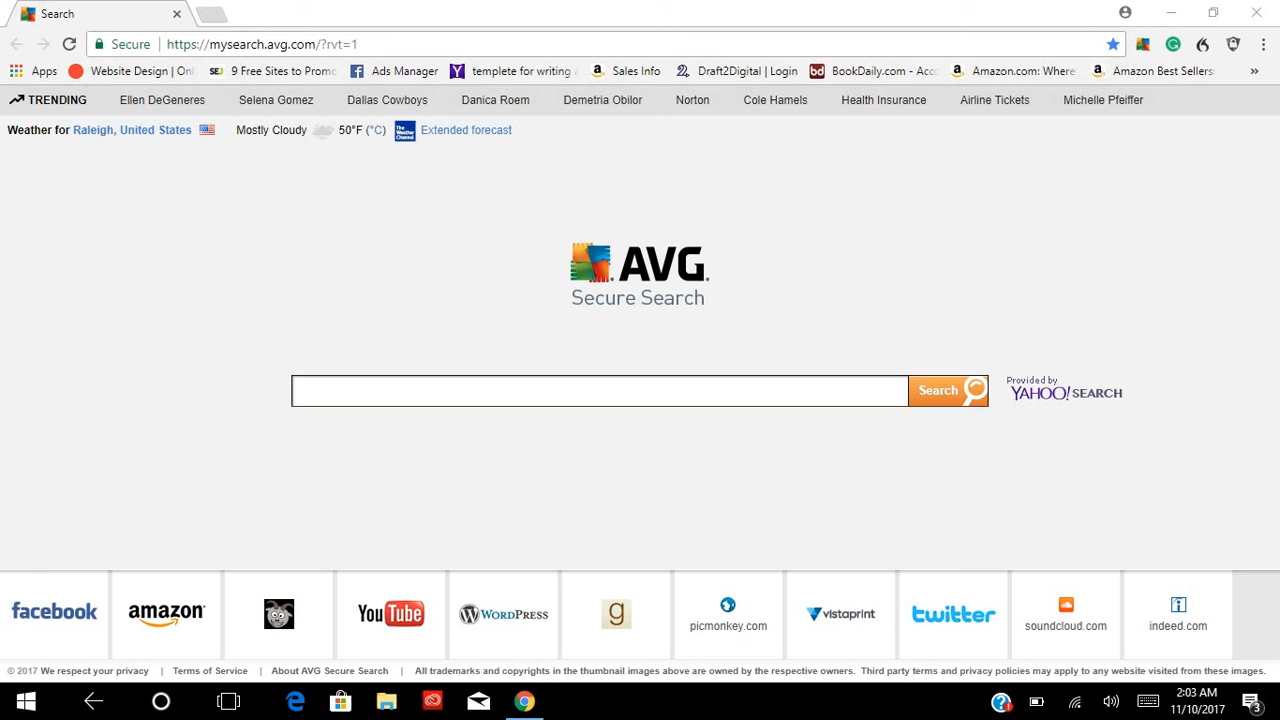 Search
Secure https://mysearch.avg.com/?rvt=1
Apps Website Design | Onl 9 Free Sites to Promo Ads Manager templete for writing a Sales Info Draft2Digital | Login BookDaily.com - Acco Amazon.com: Where Amazon Best Sellers: »
TRENDING Ellen DeGeneres Selena Gomez Dallas Cowboys Danica Roem Demetria Obilor Norton Cole Hamels Health Insurance Airline Tickets Michelle Pfeiffer
Weather for Raleigh, United States Mostly Cloudy 50°F (°C) The Weather Channel Extended forecast
AVG.
Secure Search
Search Provided by
YAHOO! SEARCH
facebook amazon YouTube WORDPRESS g picmonkey.com vistaprint twitter soundcloud.com indeed.com
© 2017 We respect your privacy | Terms of Service | About AVG Secure Search | All trademarks and copyrights in the thumbnail images above are owned by the respective owners. Third party terms and privacy policies may apply to any website visited from these images.
2:03 AM
11/10/2017
3